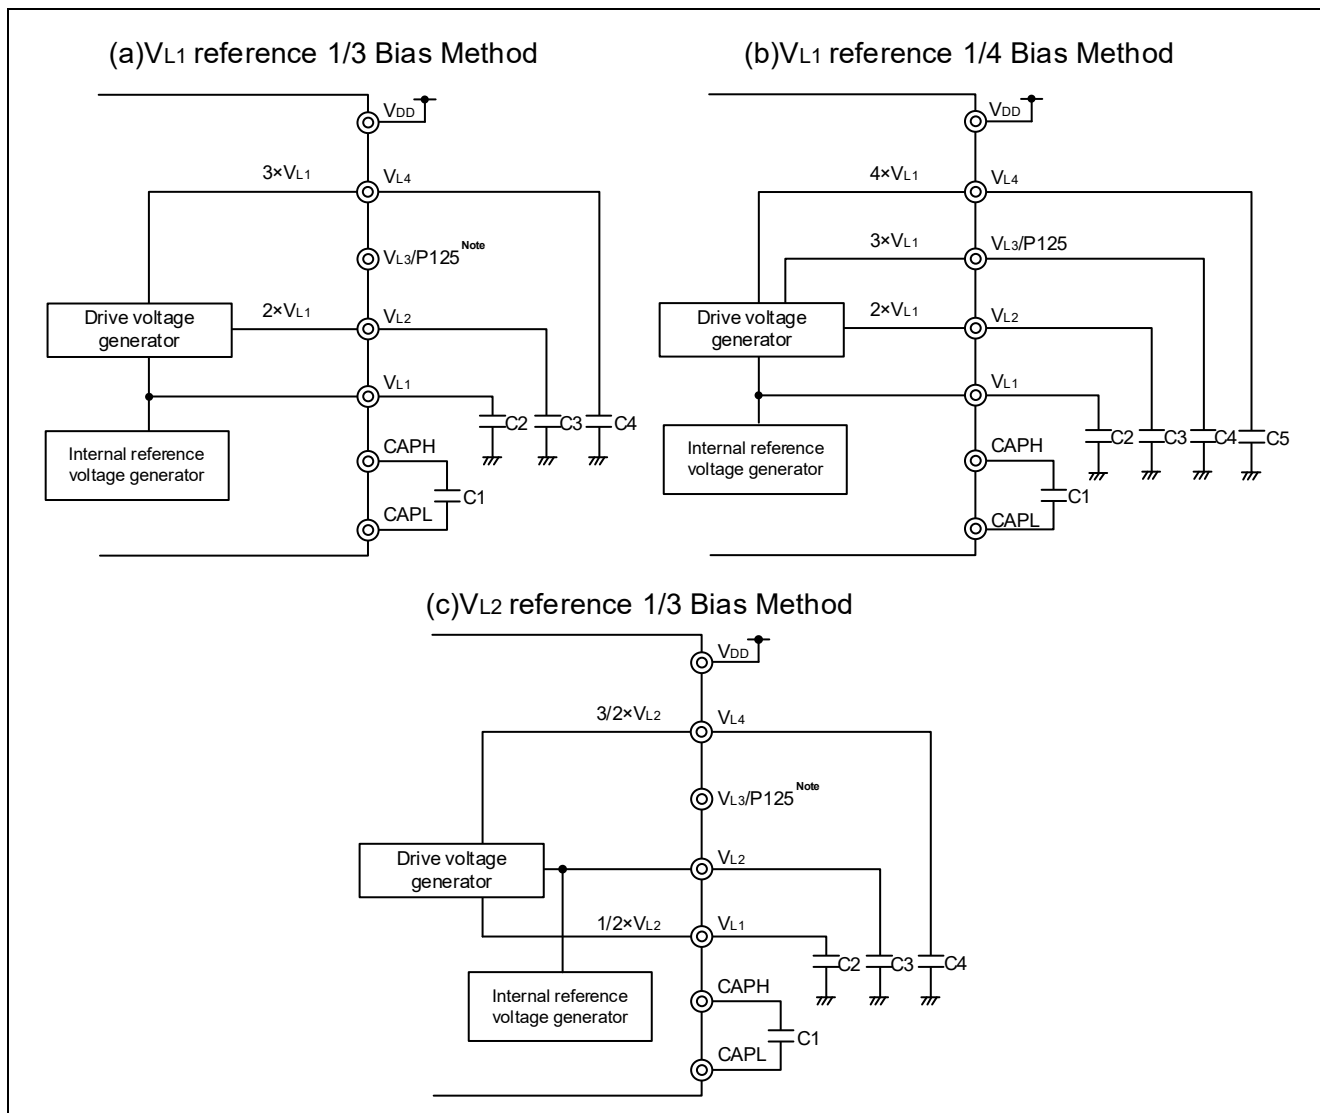 (a)VL1 reference 1/3 Bias Method
VDD
3×VL1
VL4
VL3/P125 Note
Drive voltage
generator
2×VL1
VL2
VL1
Internal reference
voltage generator
C2
C3
C4
CAPH
C1
CAPL
(b)VL1 reference 1/4 Bias Method
VDD
4×VL1
VL4
3×VL1
VL3/P125
Drive voltage
generator
2×VL1
VL2
VL1
Internal reference
voltage generator
C2
C3
C4
C5
CAPH
C1
CAPL
(c)VL2 reference 1/3 Bias Method
VDD
3/2×VL2
VL4
VL3/P125 Note
Drive voltage
generator
VL2
1/2×VL2
VL1
C2
C3
C4
Internal reference
voltage generator
CAPH
C1
CAPL